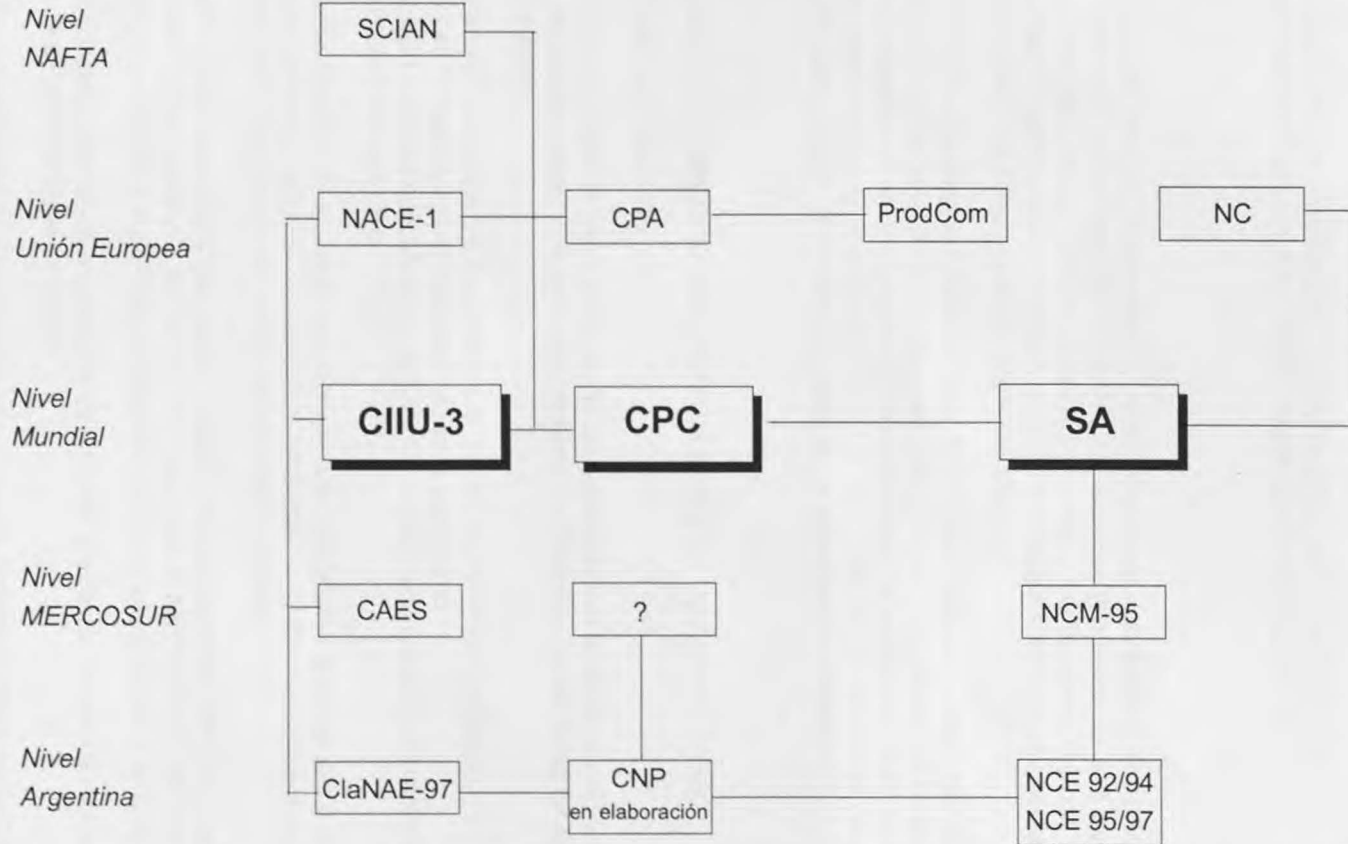 Nivel
NAFTA
SCIAN
Nivel
Unión Europea
NACE-1
CPA
ProdCom
NC
Nivel
Mundial
CIIU-3
CPC
SA
Nivel
MERCOSUR
CAES
?
NCM-95
Nivel
Argentina
ClaNAE-97
CNP
en elaboración
NCE 92/94
NCE 95/97